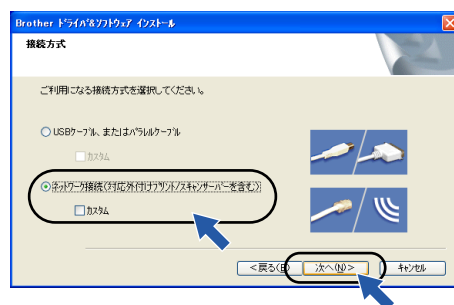 Brother ドライバ&ソフトウェア インストール
接続方式
ご利用になる接続方式を選択してください。
USBケーブル、またはパラレルケーブル
カスタム
ネットワーク接続(対応外付けプリント/スキャンサーバーを含む)
カスタム
<戻る(B) 次へ(N)> キャンセル